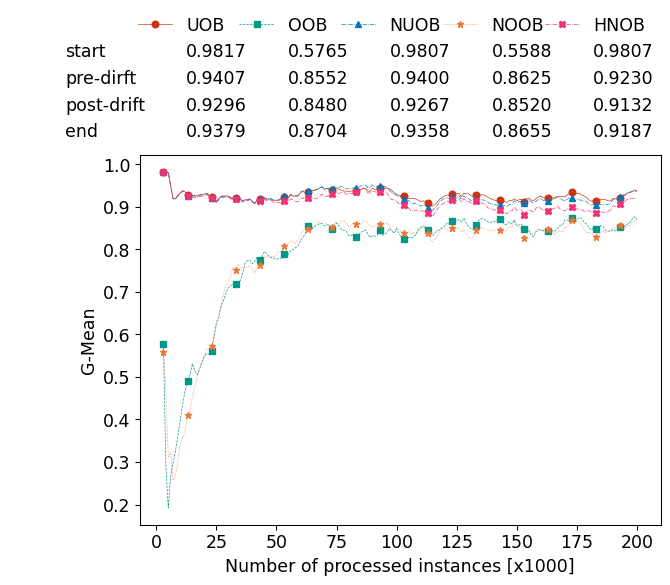 UOB OOB NUOB NOOB HNOB
start 0.9817 0.5765 0.9807 0.5588 0.9807
pre-dirft 0.9407 0.8552 0.9400 0.8625 0.9230
post-drift 0.9296 0.8480 0.9267 0.8520 0.9132
end 0.9379 0.8704 0.9358 0.8655 0.9187
1.0
0.9
0.8
0.7
0.6
0.5
0.4
0.3
0.2
G-Mean
0 25 50 75 100 125 150 175 200
Number of processed instances [x1000]